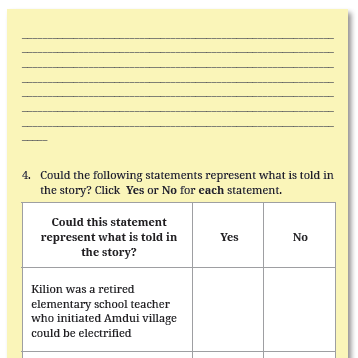 4. Could the following statements represent what is told in
the story? Click Yes or No for each statement.
Could this statement
represent what is told in
the story?
Yes
No
Kilion was a retired
elementary school teacher
who initiated Amdui village
could be electrified